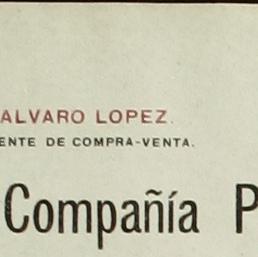 ALVARO LOPEZ.
ENTE DE COMPRA-VENTA.
Compañía P